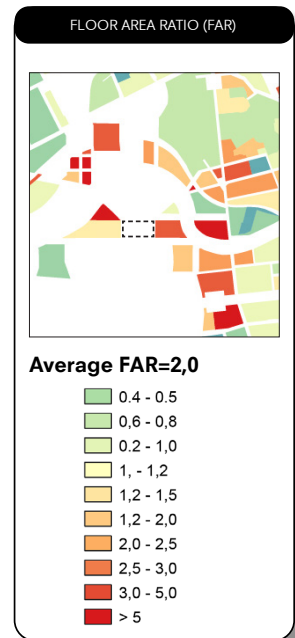 FLOOR AREA RATIO (FAR)
Average FAR=2,0
0.4 - 0.5
0,6 - 0,8
0.2 - 1,0
1, - 1,2
1,2 - 1,5
1,2 - 2,0
2,0 - 2,5
2,5 - 3,0
3,0 - 5,0
> 5